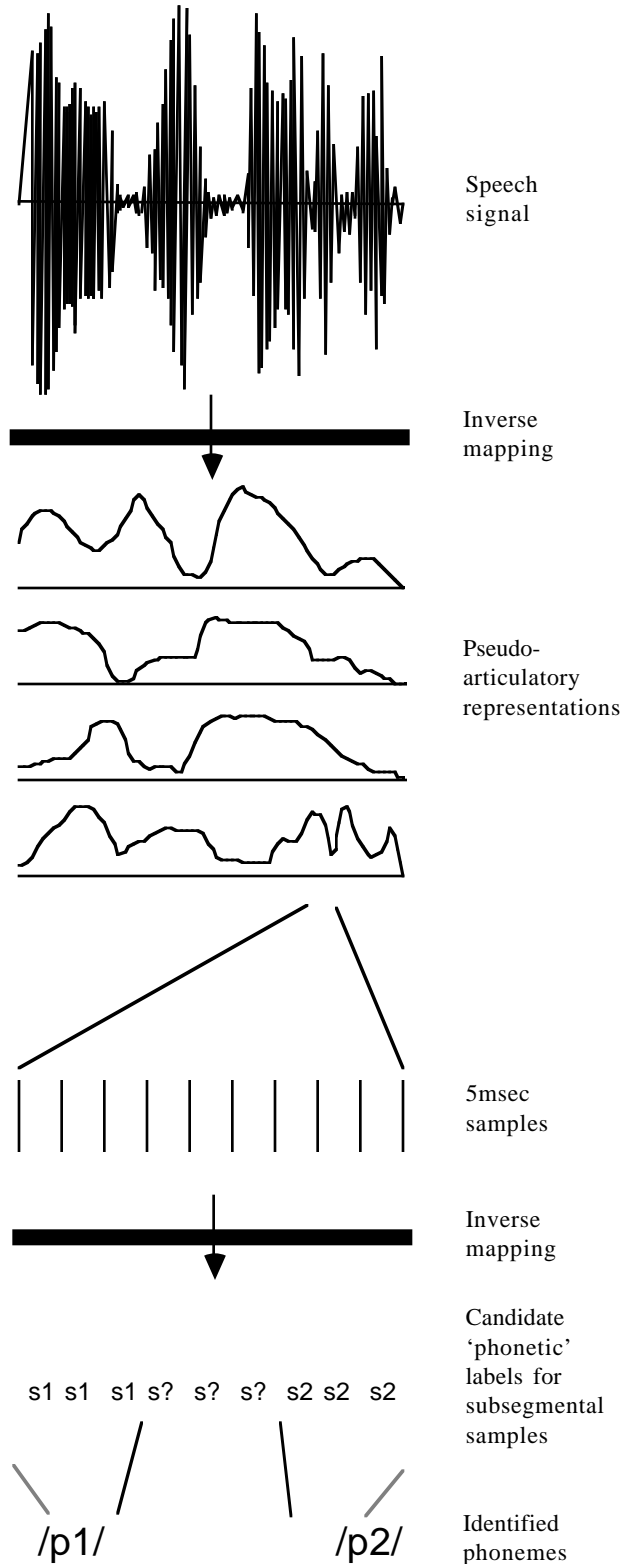 Speech
signal
Inverse
mapping
Pseudo-
articulatory
representations
5msec
samples
Inverse
mapping
Candidate
‘phonetic’
labels for
subsegmental
samples
s1 s1 s1 s? s? s? s2 s2 s2
/p1/ /p2/
Identified
phonemes